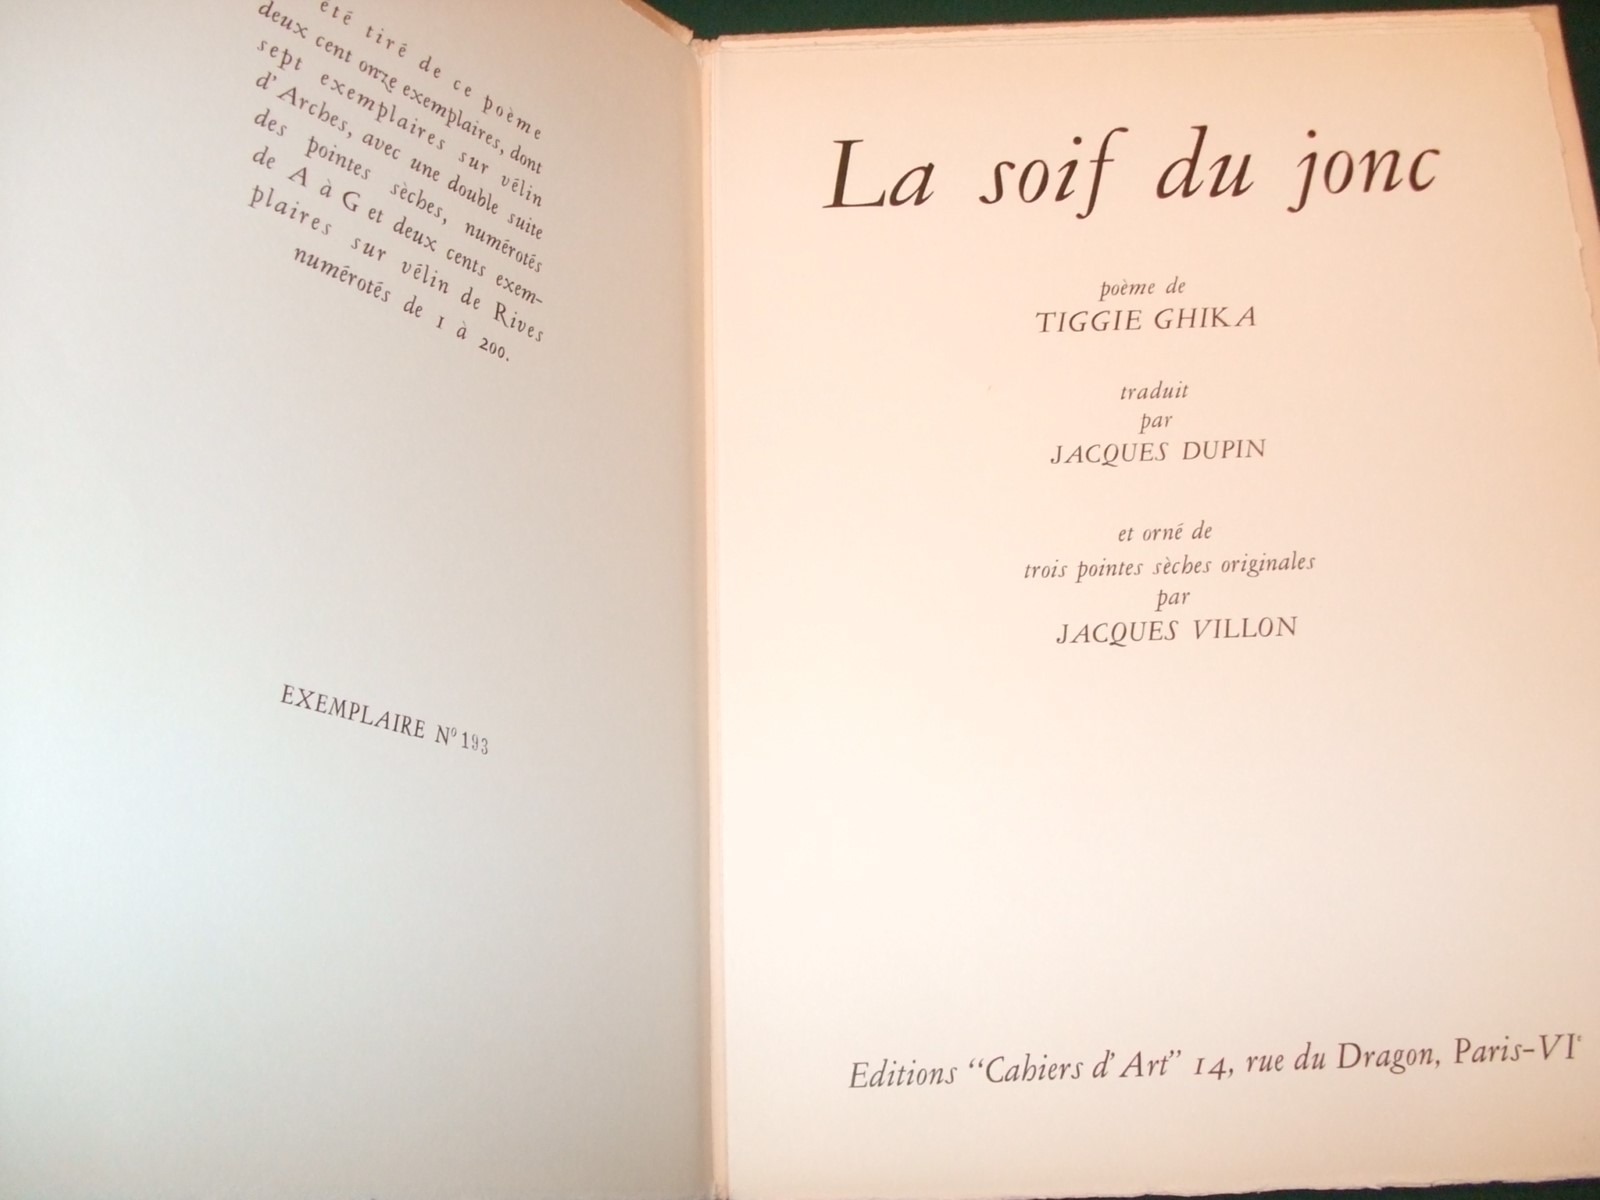 été tiré de ce poème
deux cent onze exemplaires, dont
sept exemplaires sur vélin
d'Arches, avec une double suite
des pointes sèches, numérotés
de A à G et deux cents exem-
plaires sur vélin de Rives
numérotés de 1 à 200.
EXEMPLAIRE Nº 193
La soif du jonc
poème de
TIGGIE GHIKA
traduit
par
JACQUES DUPIN
et orné de
trois pointes sèches originales
par
JACQUES VILLON
Editions “Cahiers d'Art” 14, rue du Dragon, Paris-VIᵉ